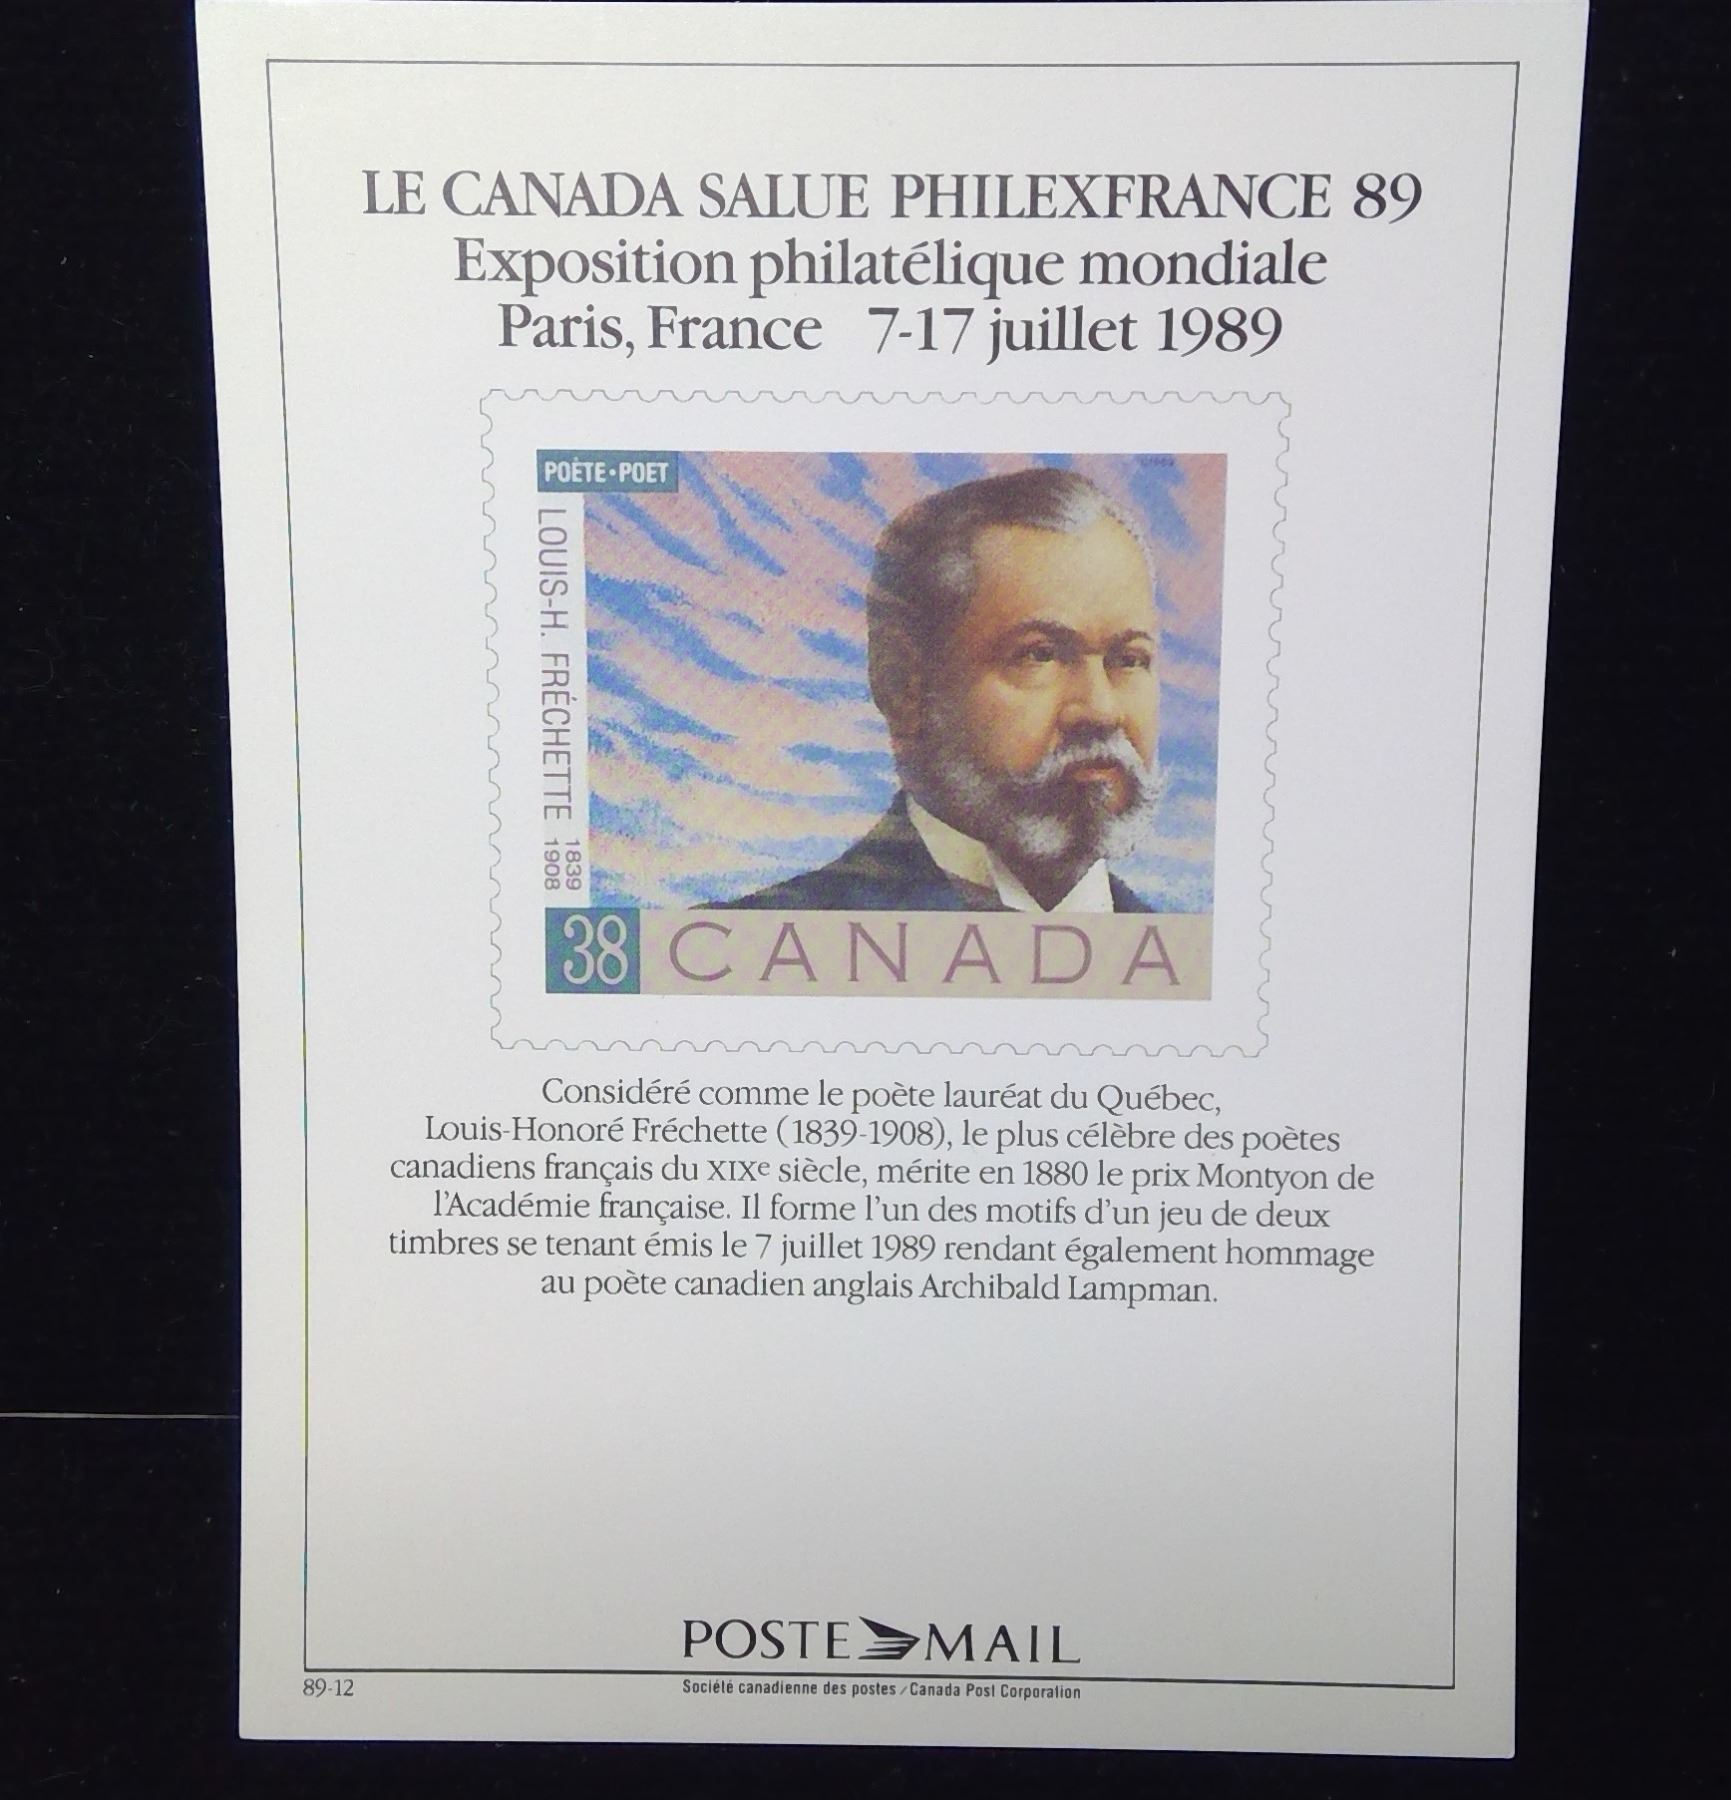 LE CANADA SALUE PHILEXFRANCE 89
Exposition philatélique mondiale
Paris, France 7-17 juillet 1989
POÈTE•POET
LOUIS-H. FRÉCHETTE 1839
1908
38 CANADA
Considéré comme le poète lauréat du Québec,
Louis-Honoré Fréchette (1839-1908), le plus célèbre des poètes
canadiens français du XIXe siècle, mérite en 1880 le prix Montyon de
l'Académie française. Il forme l'un des motifs d'un jeu de deux
timbres se tenant émis le 7 juillet 1989 rendant également hommage
au poète canadien anglais Archibald Lampman.
POSTE MAIL
Société canadienne des postes / Canada Post Corporation
89-12